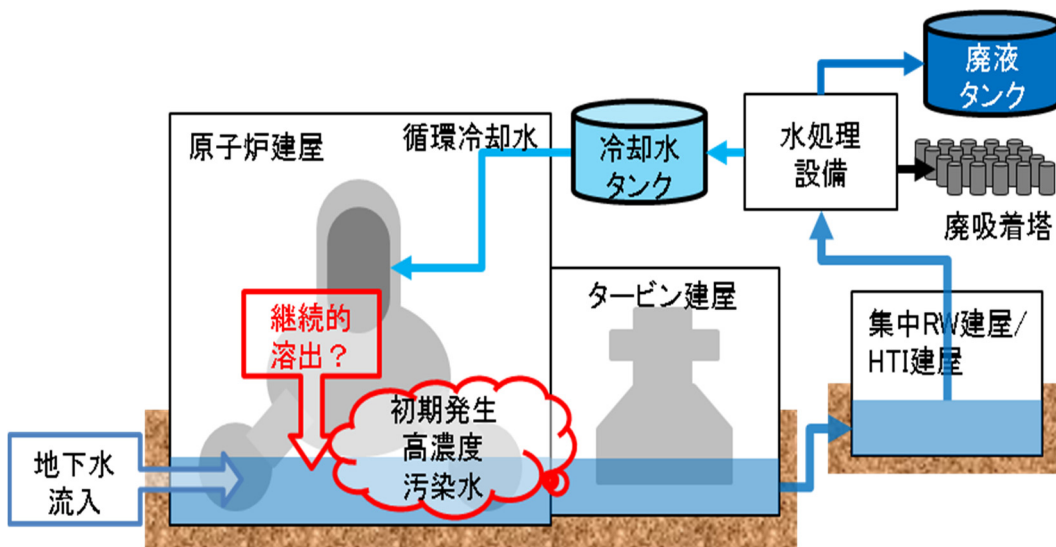 原子炉建屋
循環冷却水
冷却水
タンク
水処理
設備
廃液
タンク
廃吸着塔
タービン建屋
集中RW建屋/
HTI建屋
継続的
溶出？
初期発生
高濃度
汚染水
地下水
流入